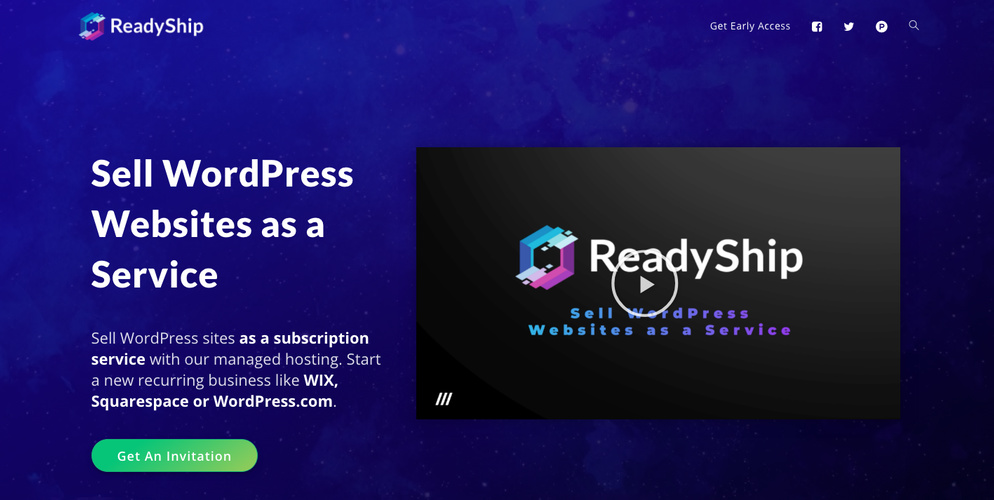 ReadyShip
Get Early Access
Sell WordPress
Websites as a
Service
Sell WordPress sites as a subscription
service with our managed hosting. Start
a new recurring business like WIX,
Squarespace or WordPress.com.
Get An Invitation
ReadyShip
Sell WordPress
Websites as a Service